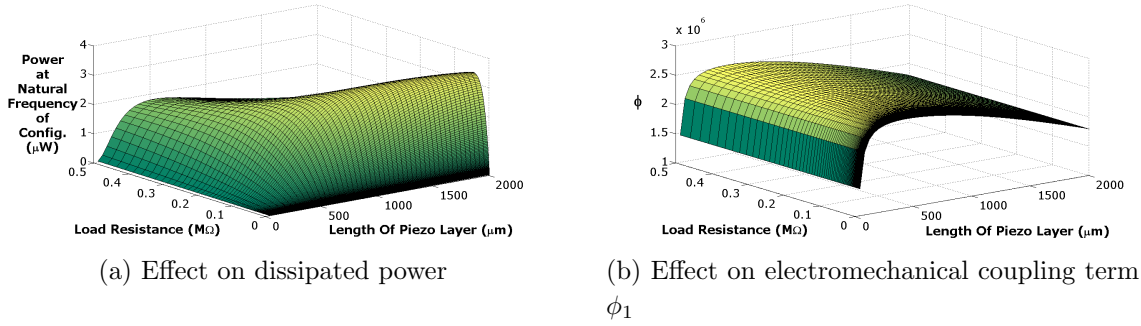 4
Power
at
Natural
Frequency
of
Config.
(μW)
3
2
1
0
0.5
0.4
0.3
0.2
0.1
0
Load Resistance (MΩ)
0
500
1000
1500
2000
Length Of Piezo Layer (μm)
(a) Effect on dissipated power
x 10^6
3
2.5
ϕ
2
1.5
1
0.5
0.4
0.3
0.2
0.1
0
Load Resistance (MΩ)
0
500
1000
1500
2000
Length Of Piezo Layer (μm)
(b) Effect on electromechanical coupling term
ϕ₁